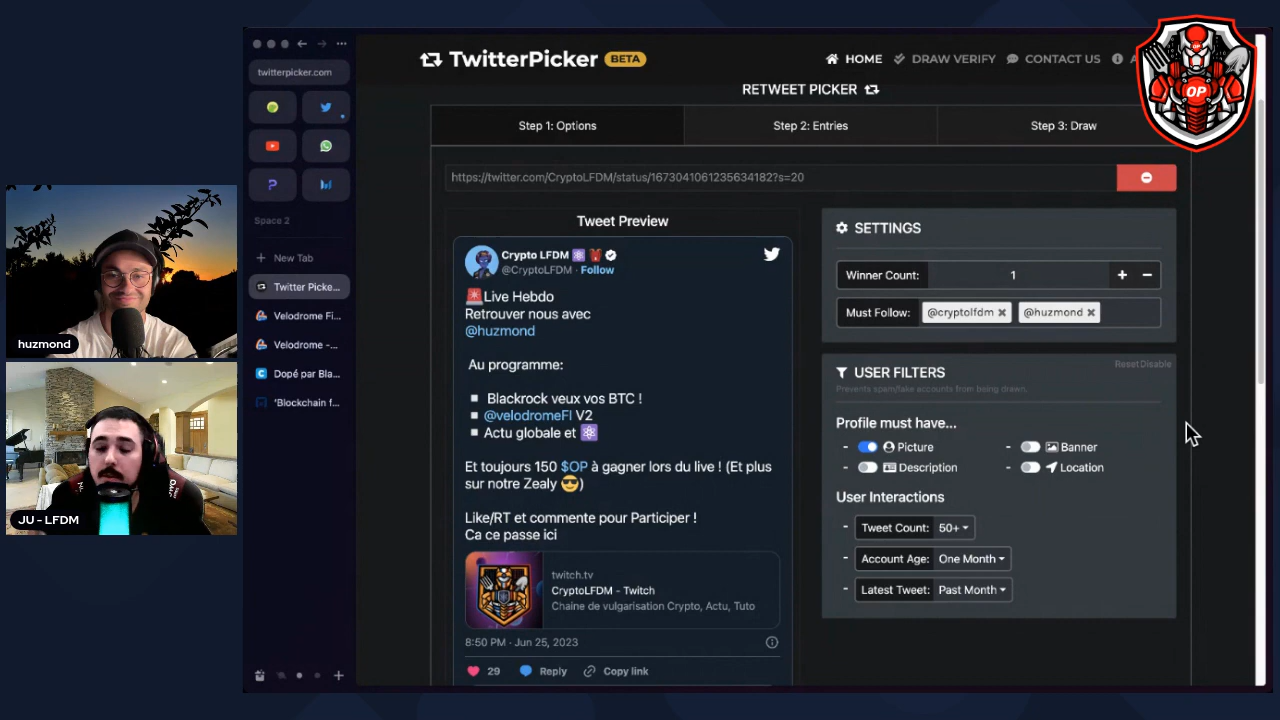 twitterpicker.com
Space 2
New Tab
Twitter Picke...
Velodrome Fi...
Velodrome -...
Dopé par Bla...
'Blockchain f...
huzmond
JU - LFDM
TwitterPicker BETA
HOME
DRAW VERIFY
CONTACT US
A
OP
OP
RETWEET PICKER
Step 1: Options
Step 2: Entries
Step 3: Draw
https://twitter.com/CryptoLFDM/status/1673041061235634182?s=20
Tweet Preview
Crypto LFDM
@CryptoLFDM · Follow
🚨Live Hebdo
Retrouver nous avec
@huzmond
Au programme:
▪ Blackrock veux vos BTC !
▪ @velodromeFI V2
▪ Actu globale et ⚛
Et toujours 150 $OP à gagner lors du live ! (Et plus
sur notre Zealy 😎)
Like/RT et commente pour Participer !
Ca ce passe ici
twitch.tv
CryptoLFDM - Twitch
Chaine de vulgarisation Crypto, Actu, Tuto
8:50 PM · Jun 25, 2023
29 Reply Copy link
SETTINGS
Winner Count: 1 + −
Must Follow: @cryptolfdm × @huzmond ×
Reset Disable
USER FILTERS
Prevents spam/fake accounts from being drawn.
Profile must have...
- Picture
- Banner
- Description
- Location
User Interactions
- Tweet Count: 50+
- Account Age: One Month
- Latest Tweet: Past Month